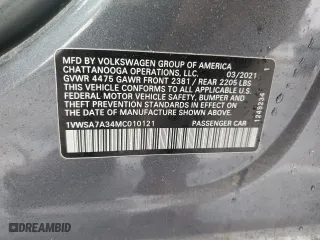 MFD. BY VOLKSWAGEN GROUP OF AMERICA
CHATTANOOGA OPERATIONS, LLC. 03/2021
GVWR 4475 GAWR FRONT 2381 / REAR 2205 LBS
THIS VEHICLE CONFORMS TO ALL APPLICABLE
FEDERAL MOTOR VEHICLE SAFETY, BUMPER AND
THEFT PREVENTION STANDARDS IN EFFECT ON THE
DATE OF MANUFACTURE SHOWN ABOVE.
1VWSA7A34MC010121 PASSENGER CAR
1
AUTOBIDMASTER